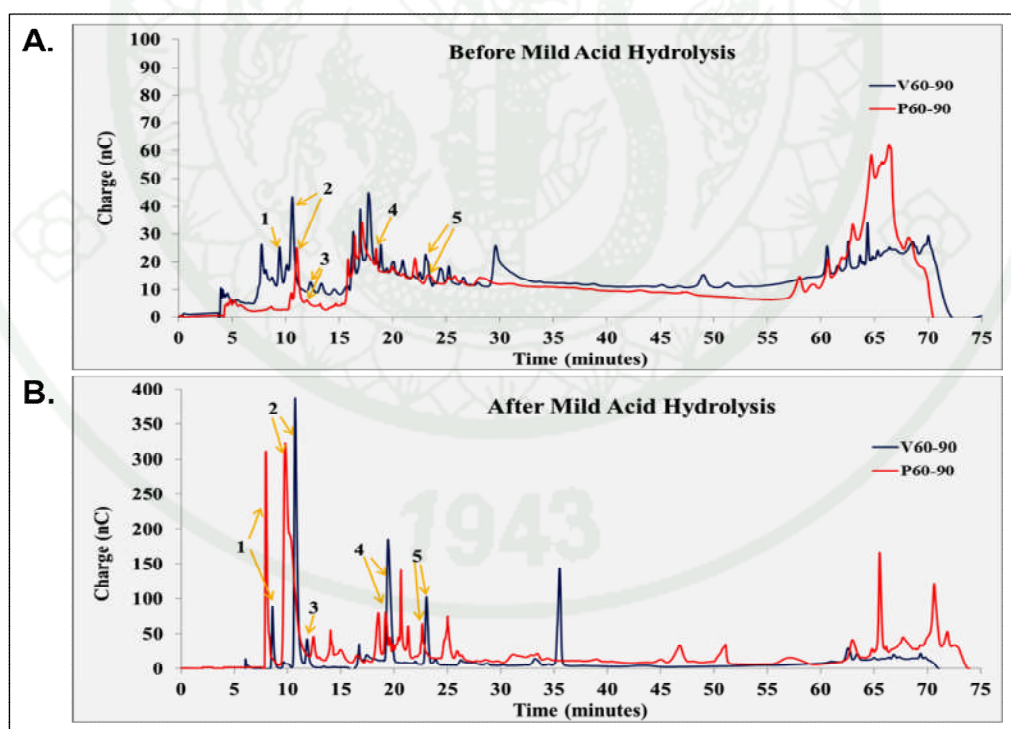 A.
Before Mild Acid Hydrolysis
V60-90
P60-90
Charge (nC)
100
90
80
70
60
50
40
30
20
10
0
1
2
3
4
5
0 5 10 15 20 25 30 35 40 45 50 55 60 65 70 75
Time (minutes)
B.
After Mild Acid Hydrolysis
V60-90
P60-90
Charge (nC)
400
350
300
250
200
150
100
50
0
1
2
3
4
5
1943
0 5 10 15 20 25 30 35 40 45 50 55 60 65 70 75
Time (minutes)